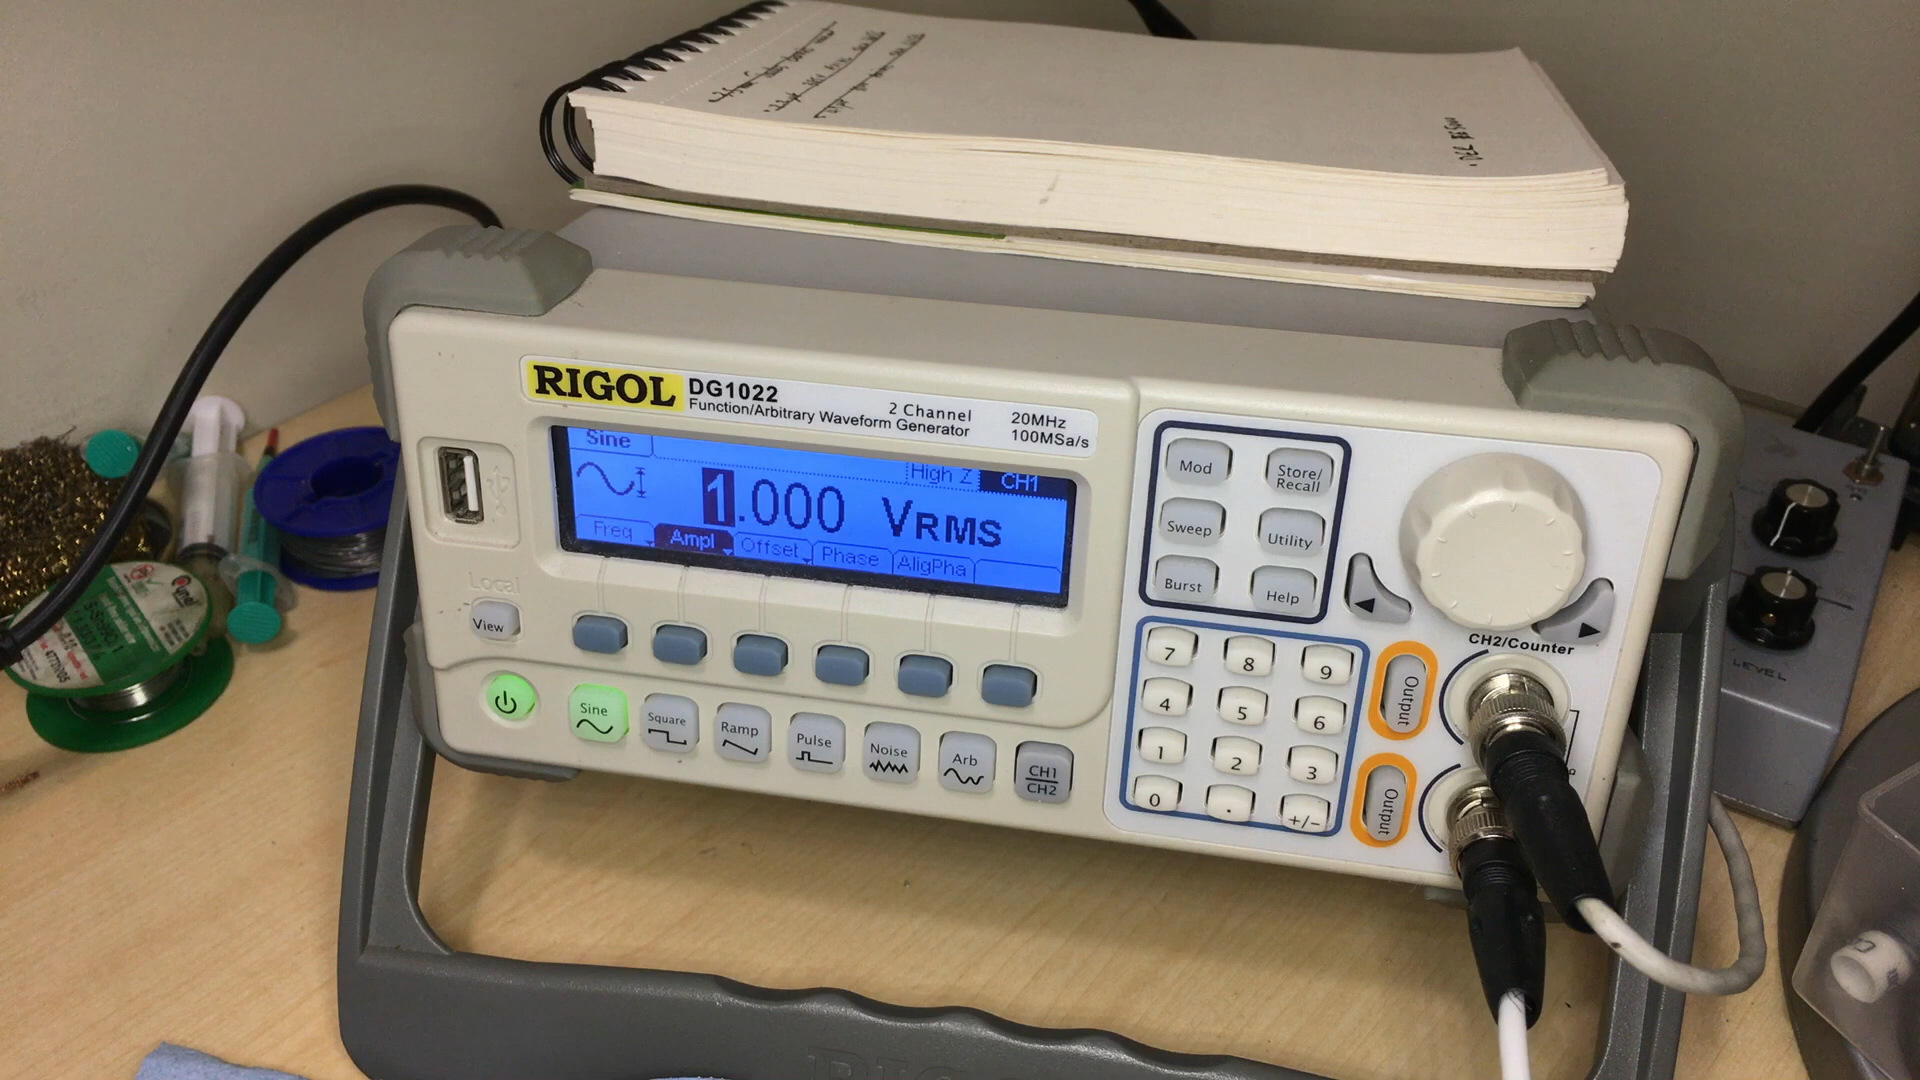 RIGOL
DG1022
Function/Arbitrary Waveform Generator
2 Channel
20MHz
100MSa/s
Sine
High Z
CH1
1.000 VRMS
Freq
Ampl
Offset
Phase
AligPha
Local
View
Sine
Square
Ramp
Pulse
Noise
Arb
CH1
CH2
Mod
Store/
Recall
Sweep
Utility
Burst
Help
CH2/Counter
7
8
9
4
5
6
1
2
3
0
.
+/-
Output
Output
LEVEL